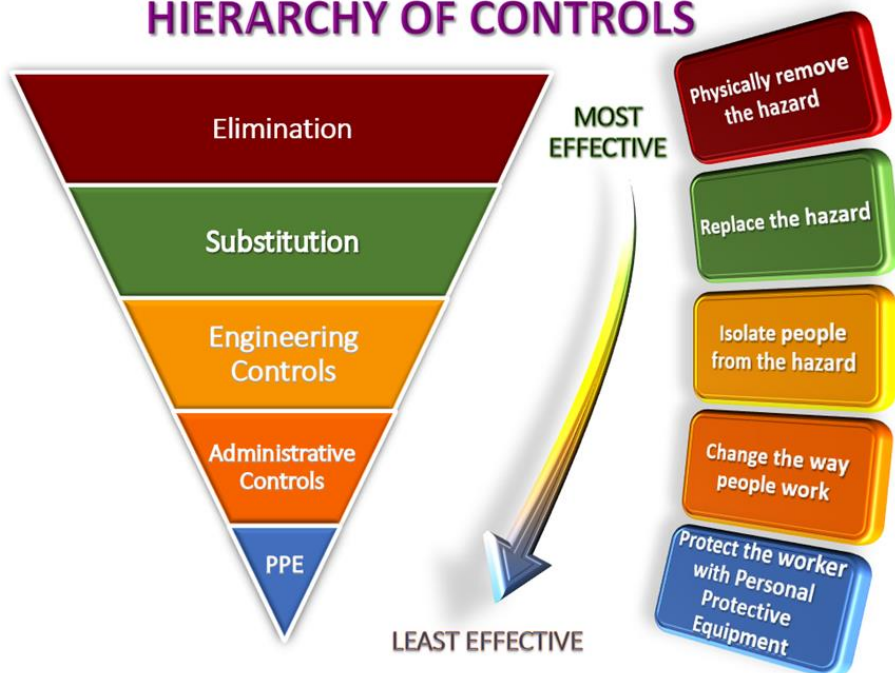 HIERARCHY OF CONTROLS
Elimination
Substitution
Engineering
Controls
Administrative
Controls
PPE
MOST
EFFECTIVE
LEAST EFFECTIVE
Physically remove
the hazard
Replace the hazard
Isolate people
from the hazard
Change the way
people work
Protect the worker
with Personal
Protective
Equipment